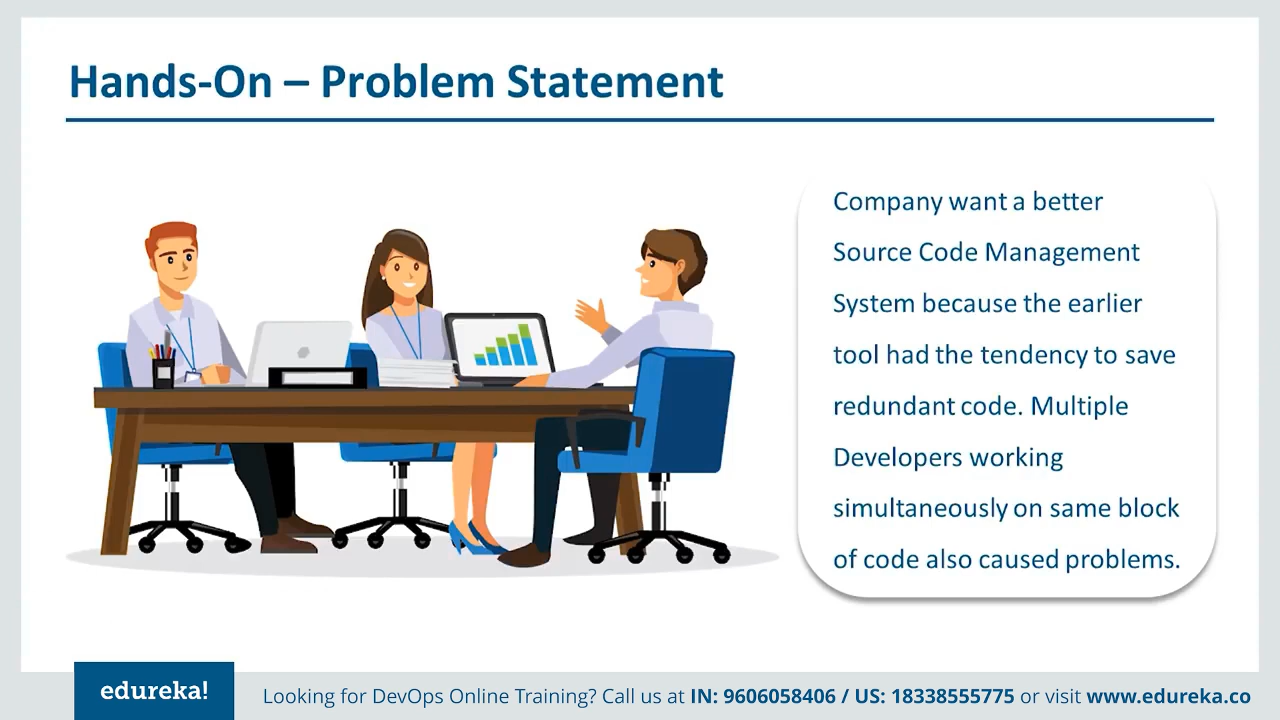 Hands-On – Problem Statement
Company want a better
Source Code Management
System because the earlier
tool had the tendency to save
redundant code. Multiple
Developers working
simultaneously on same block
of code also caused problems.
edureka!
Looking for DevOps Online Training? Call us at IN: 9606058406 / US: 18338555775 or visit www.edureka.co